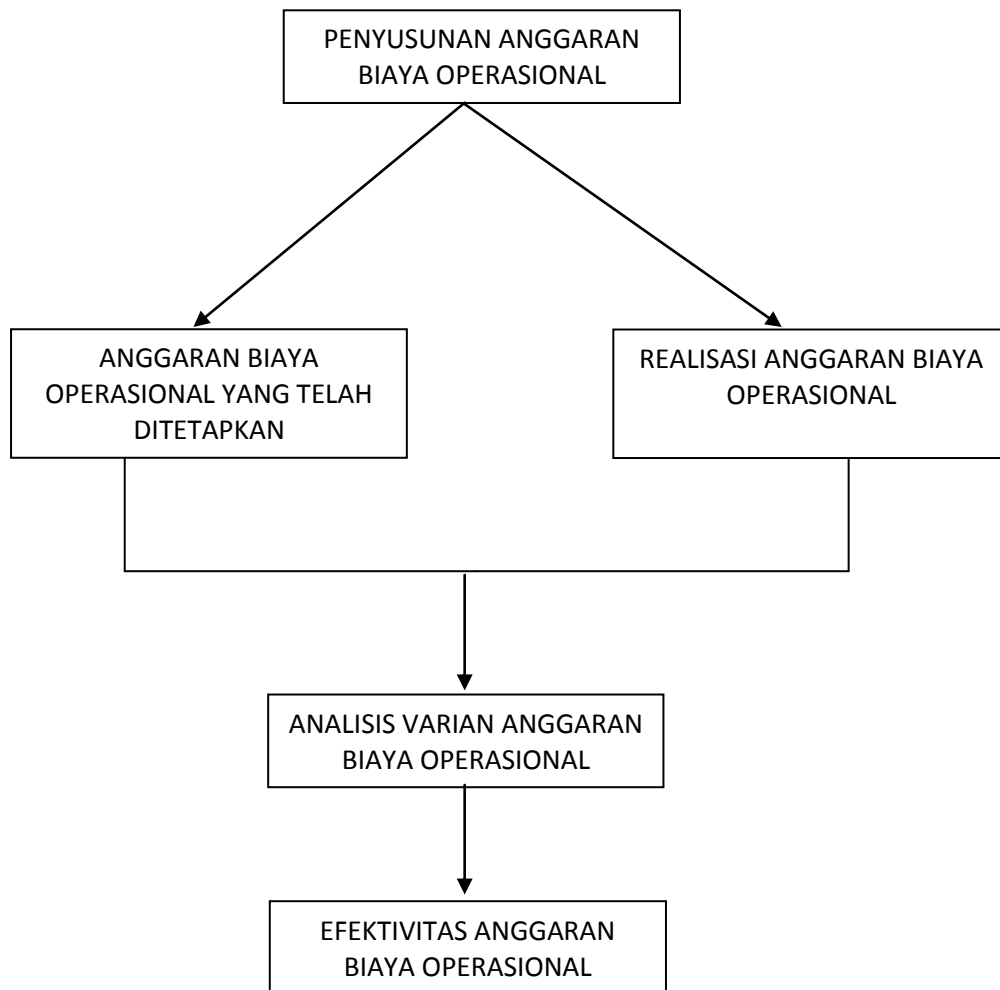 PENYUSUNAN ANGGARAN
BIAYA OPERASIONAL
ANGGARAN BIAYA
OPERASIONAL YANG TELAH
DITETAPKAN
REALISASI ANGGARAN BIAYA
OPERASIONAL
ANALISIS VARIAN ANGGARAN
BIAYA OPERASIONAL
EFEKTIVITAS ANGGARAN
BIAYA OPERASIONAL